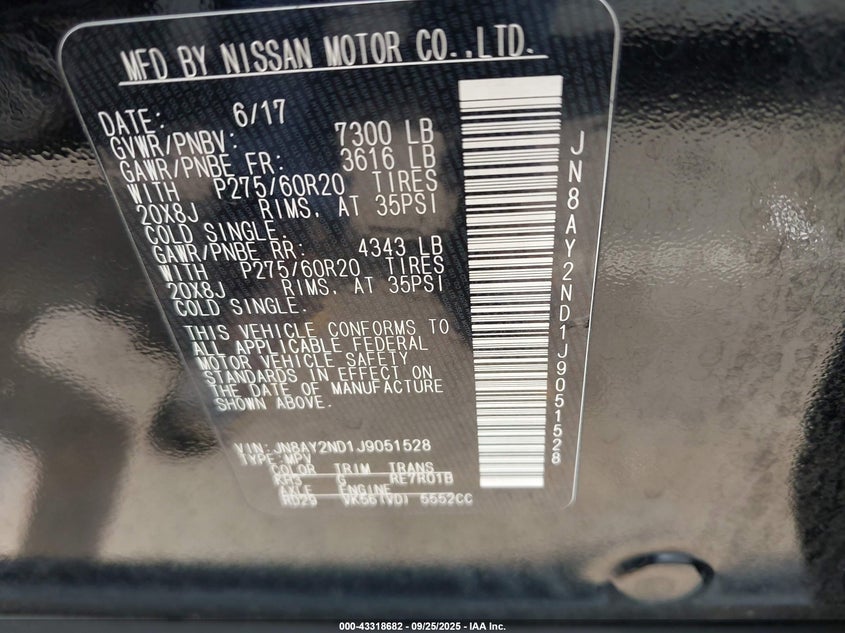 MFD BY NISSAN MOTOR CO.,LTD.
DATE: 6/17
GVWR/PNBV: 7300 LB
GAWR/PNBE FR: 3616 LB
WITH P275/60R20 TIRES
20X8J RIMS. AT 35PSI
COLD SINGLE.
GAWR/PNBE RR: 4343 LB
WITH P275/60R20 TIRES
20X8J RIMS. AT 35PSI
COLD SINGLE.
THIS VEHICLE CONFORMS TO
ALL APPLICABLE FEDERAL
MOTOR VEHICLE SAFETY
STANDARDS IN EFFECT ON
THE DATE OF MANUFACTURE
SHOWN ABOVE.
VIN: JN8AY2ND1J9051528
TYPE:MPV
COLOR TRIM TRANS
KH3 G RE7R01B
AXLE ENGINE
RD29 VK56(VD) 5552CC
JN8AY2ND1J9051528
000-43318682 - 09/25/2025 - IAA Inc.